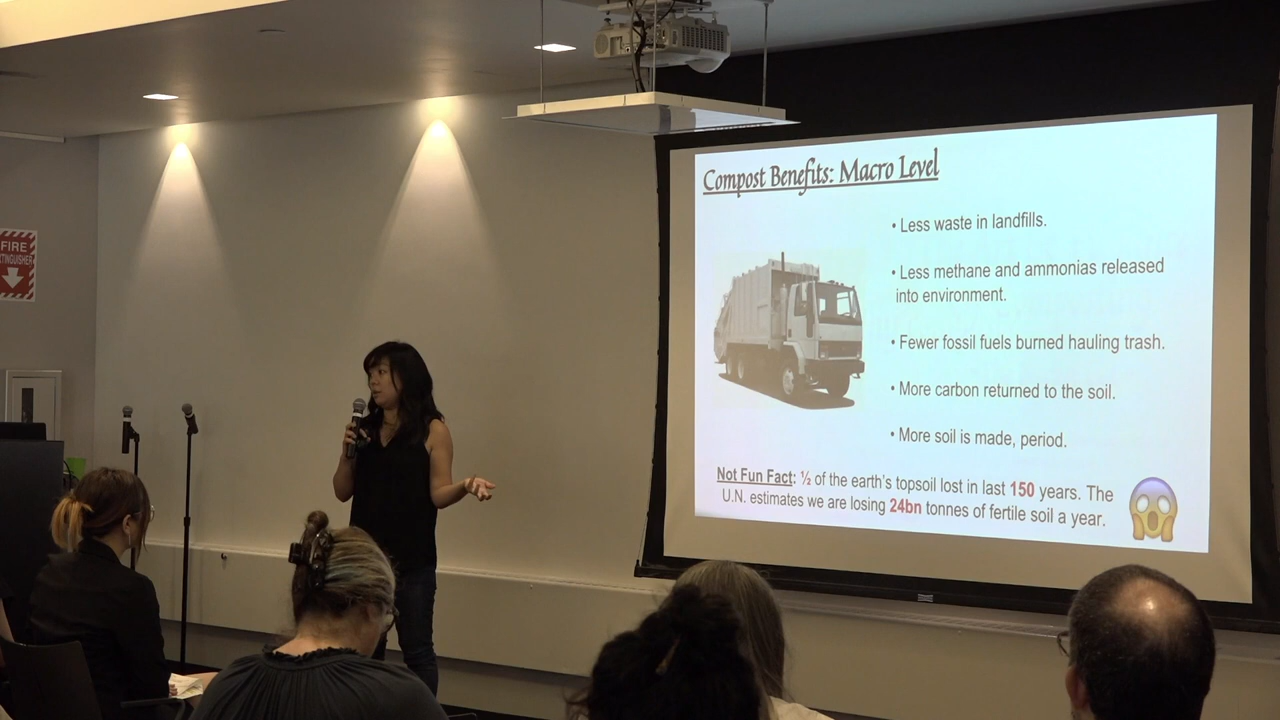 FIRE
EXTINGUISHER
Compost Benefits: Macro Level
• Less waste in landfills.
• Less methane and ammonias released
into environment.
• Fewer fossil fuels burned hauling trash.
• More carbon returned to the soil.
• More soil is made, period.
Not Fun Fact: ½ of the earth's topsoil lost in last 150 years. The
U.N. estimates we are losing 24bn tonnes of fertile soil a year.